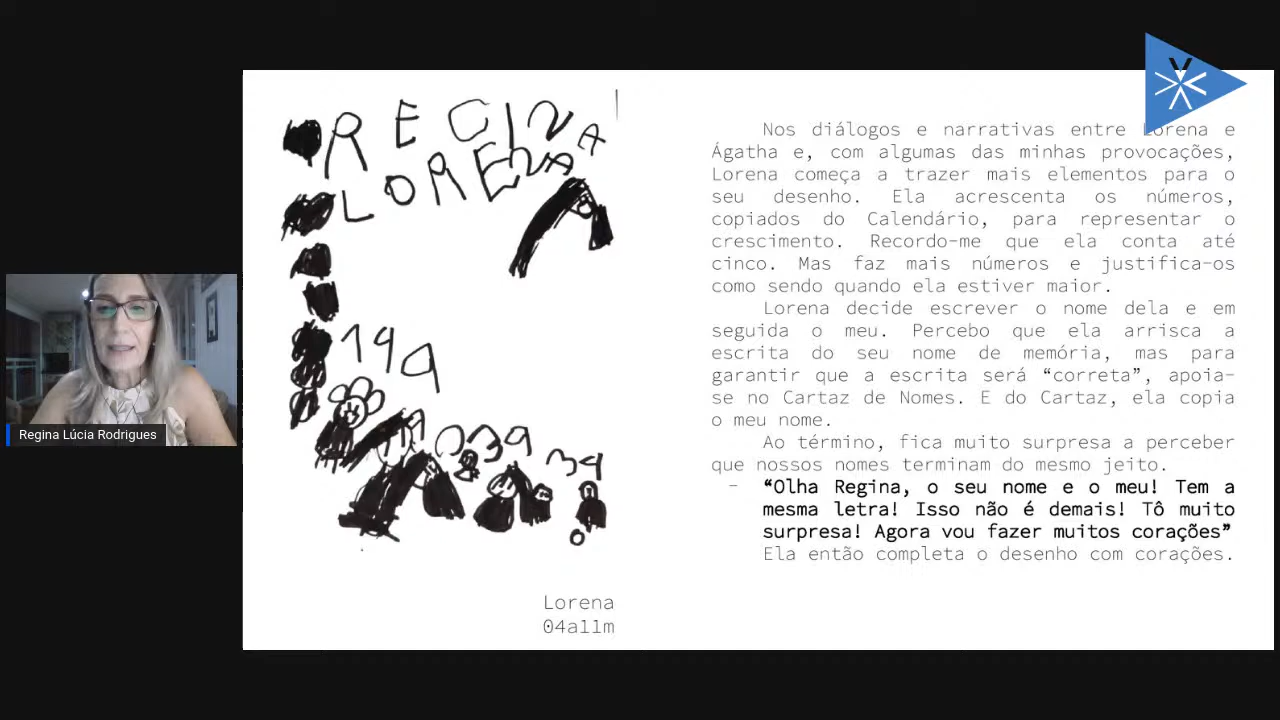 RECINA
LORENA
199
19
339
39
Lorena
04a11m
Nos diálogos e narrativas entre Lorena e
Ágatha e, com algumas das minhas provocações,
Lorena começa a trazer mais elementos para o
seu desenho. Ela acrescenta os números,
copiados do Calendário, para representar o
crescimento. Recordo-me que ela conta até
cinco. Mas faz mais números e justifica-os
como sendo quando ela estiver maior.
Lorena decide escrever o nome dela e em
seguida o meu. Percebo que ela arrisca a
escrita do seu nome de memória, mas para
garantir que a escrita será “correta”, apoia-
se no Cartaz de Nomes. E do Cartaz, ela copia
o meu nome.
Ao término, fica muito surpresa a perceber
que nossos nomes terminam do mesmo jeito.
- “Olha Regina, o seu nome e o meu! Tem a
mesma letra! Isso não é demais! Tô muito
surpresa! Agora vou fazer muitos corações”
Ela então completa o desenho com corações.
Regina Lúcia Rodrigues